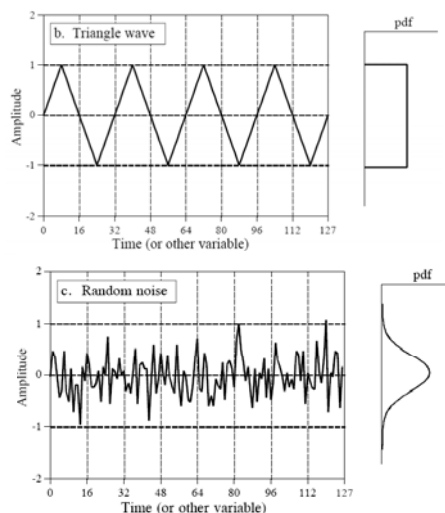 pdf
b. Triangle wave
2
1
0
-1
-2
Amplitude
0 16 32 48 64 80 96 112 127
Time (or other variable)
pdf
c. Random noise
2
1
0
-1
-2
Amplitude
0 16 32 48 64 80 96 112 127
Time (or other variable)